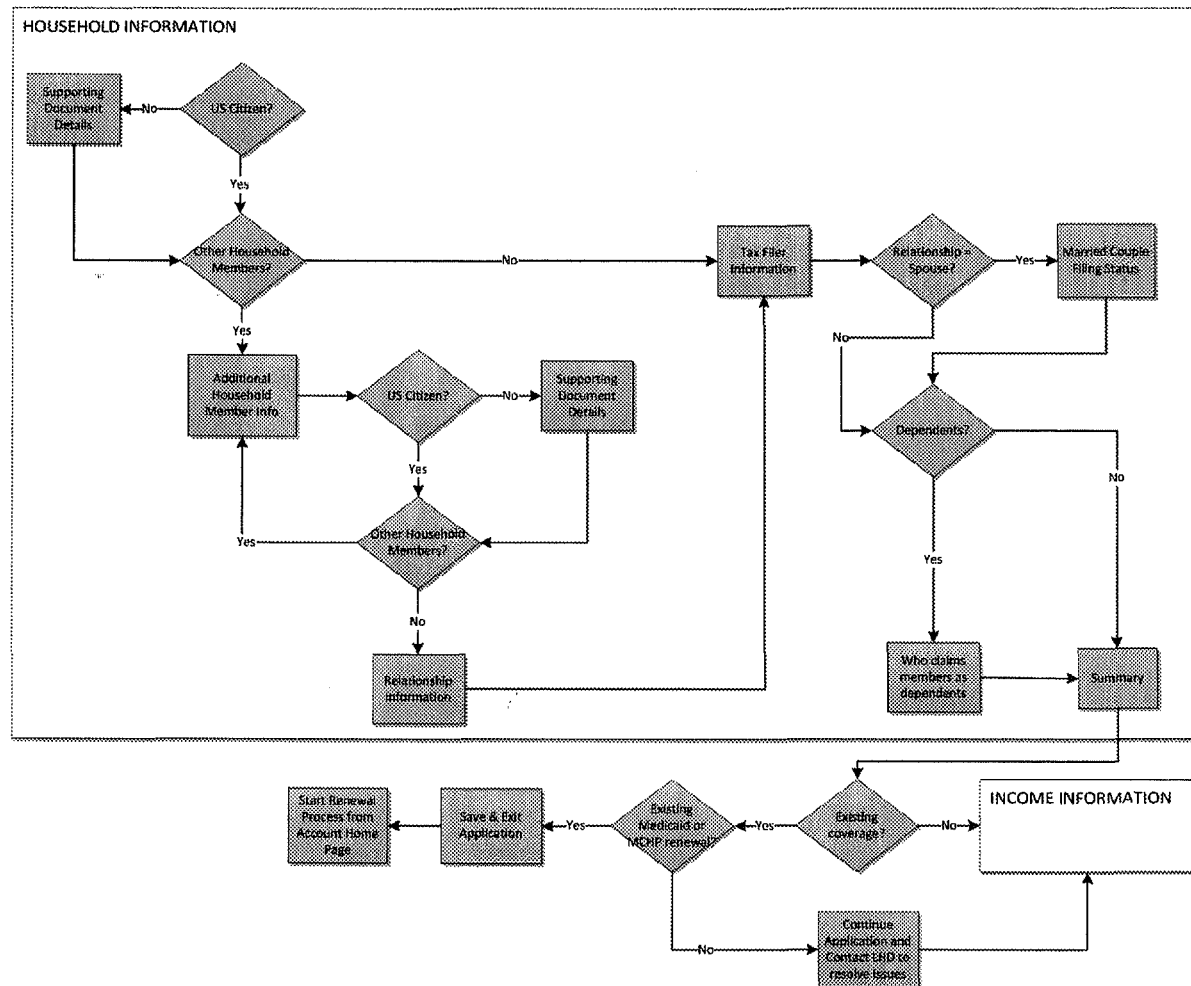 HOUSEHOLD INFORMATION
Supporting
Document
Details
No
US Citizen?
Yes
Other Household
Members?
No
Tax Filer
Information
Relationship =
Spouse?
Yes
Married Couple
Filing Status
Yes
No
Additional
Household
Member Info
US Citizen?
No
Supporting
Document
Details
Dependents?
Yes
No
Other Household
Members?
Yes
Yes
No
Who claims
members as
dependents
Summary
Relationship
Information
Start Renewal
Process from
Account Home
Page
Save & Exit
Application
Yes
Existing
Medicaid or
MCHP renewal?
Yes
Existing
coverage?
No
INCOME INFORMATION
No
Continue
Application and
Contact LHD to
resolve issues